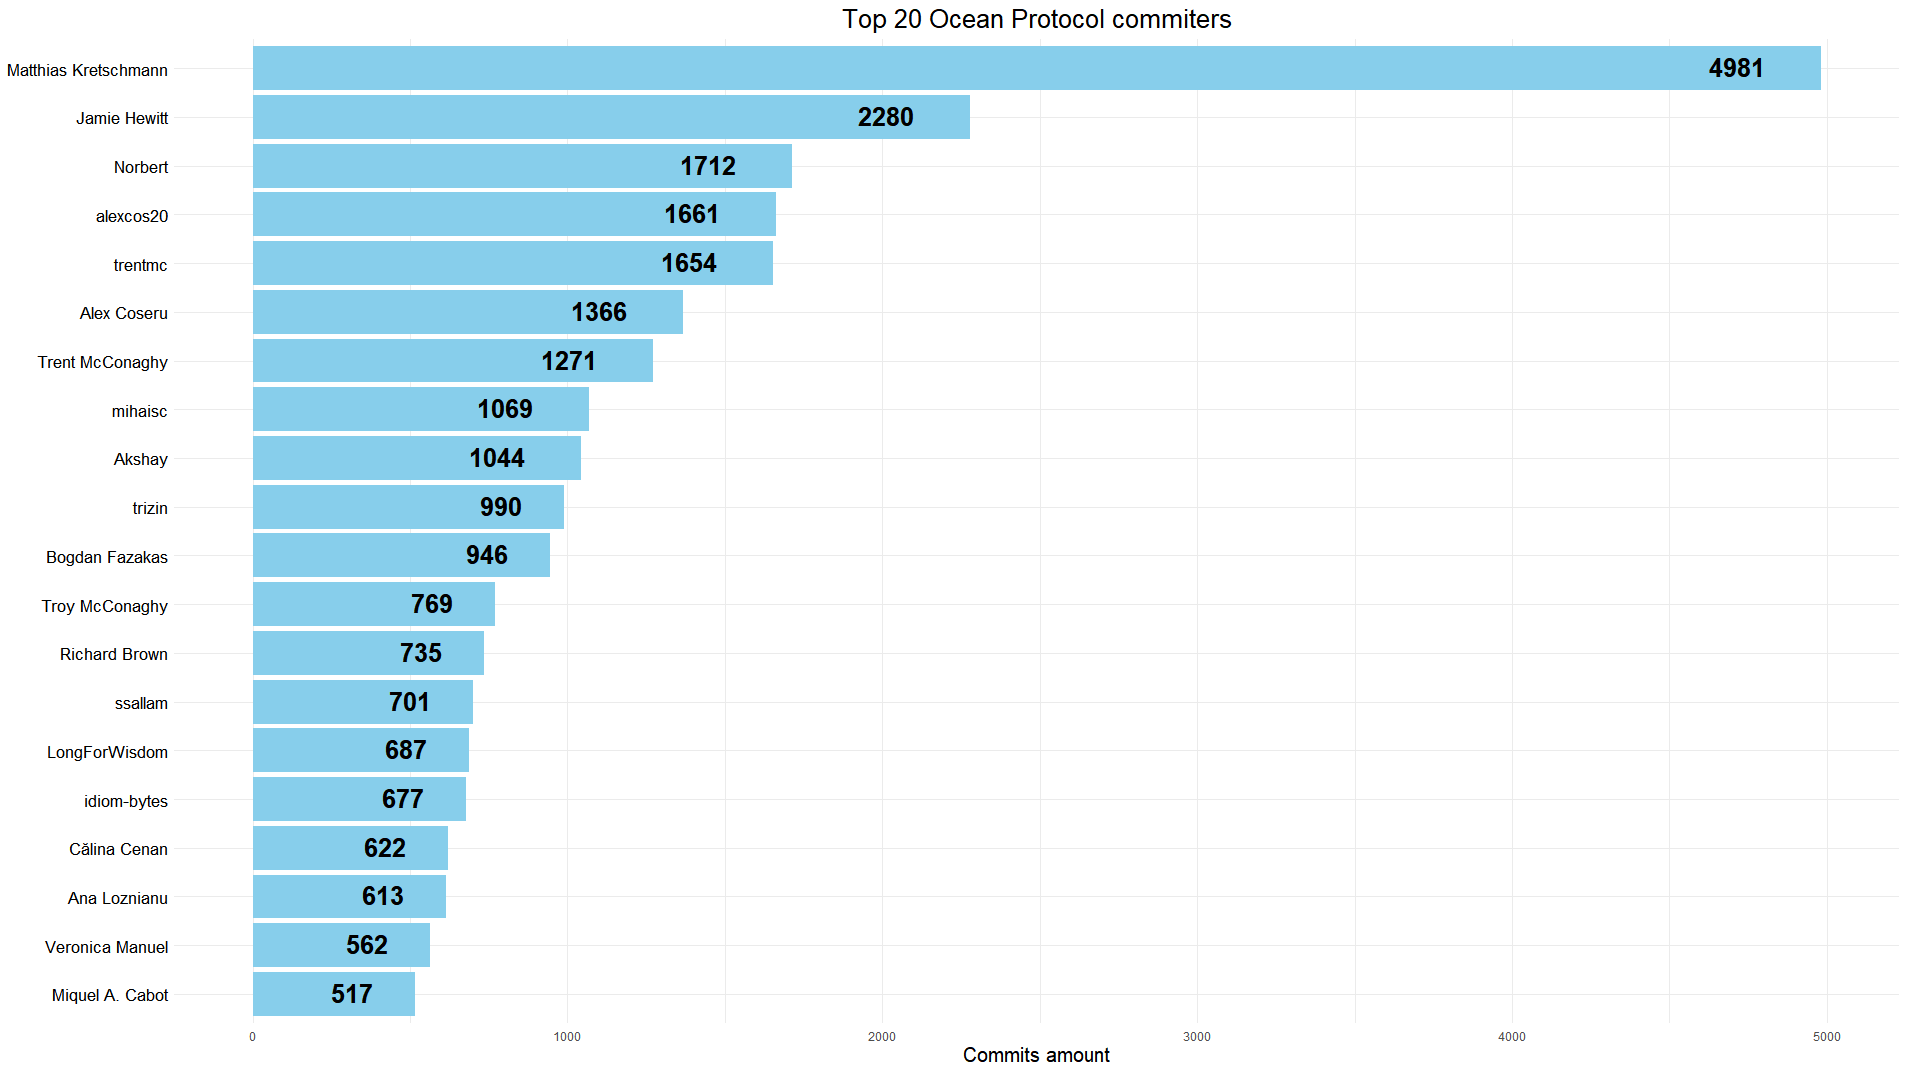 Top 20 Ocean Protocol commiters
Matthias Kretschmann 4981
Jamie Hewitt 2280
Norbert 1712
alexcos20 1661
trentmc 1654
Alex Coseru 1366
Trent McConaghy 1271
mihaisc 1069
Akshay 1044
trizin 990
Bogdan Fazakas 946
Troy McConaghy 769
Richard Brown 735
ssallam 701
LongForWisdom 687
idiom-bytes 677
Călina Cenan 622
Ana Loznianu 613
Veronica Manuel 562
Miquel A. Cabot 517
0 1000 2000 3000 4000 5000
Commits amount